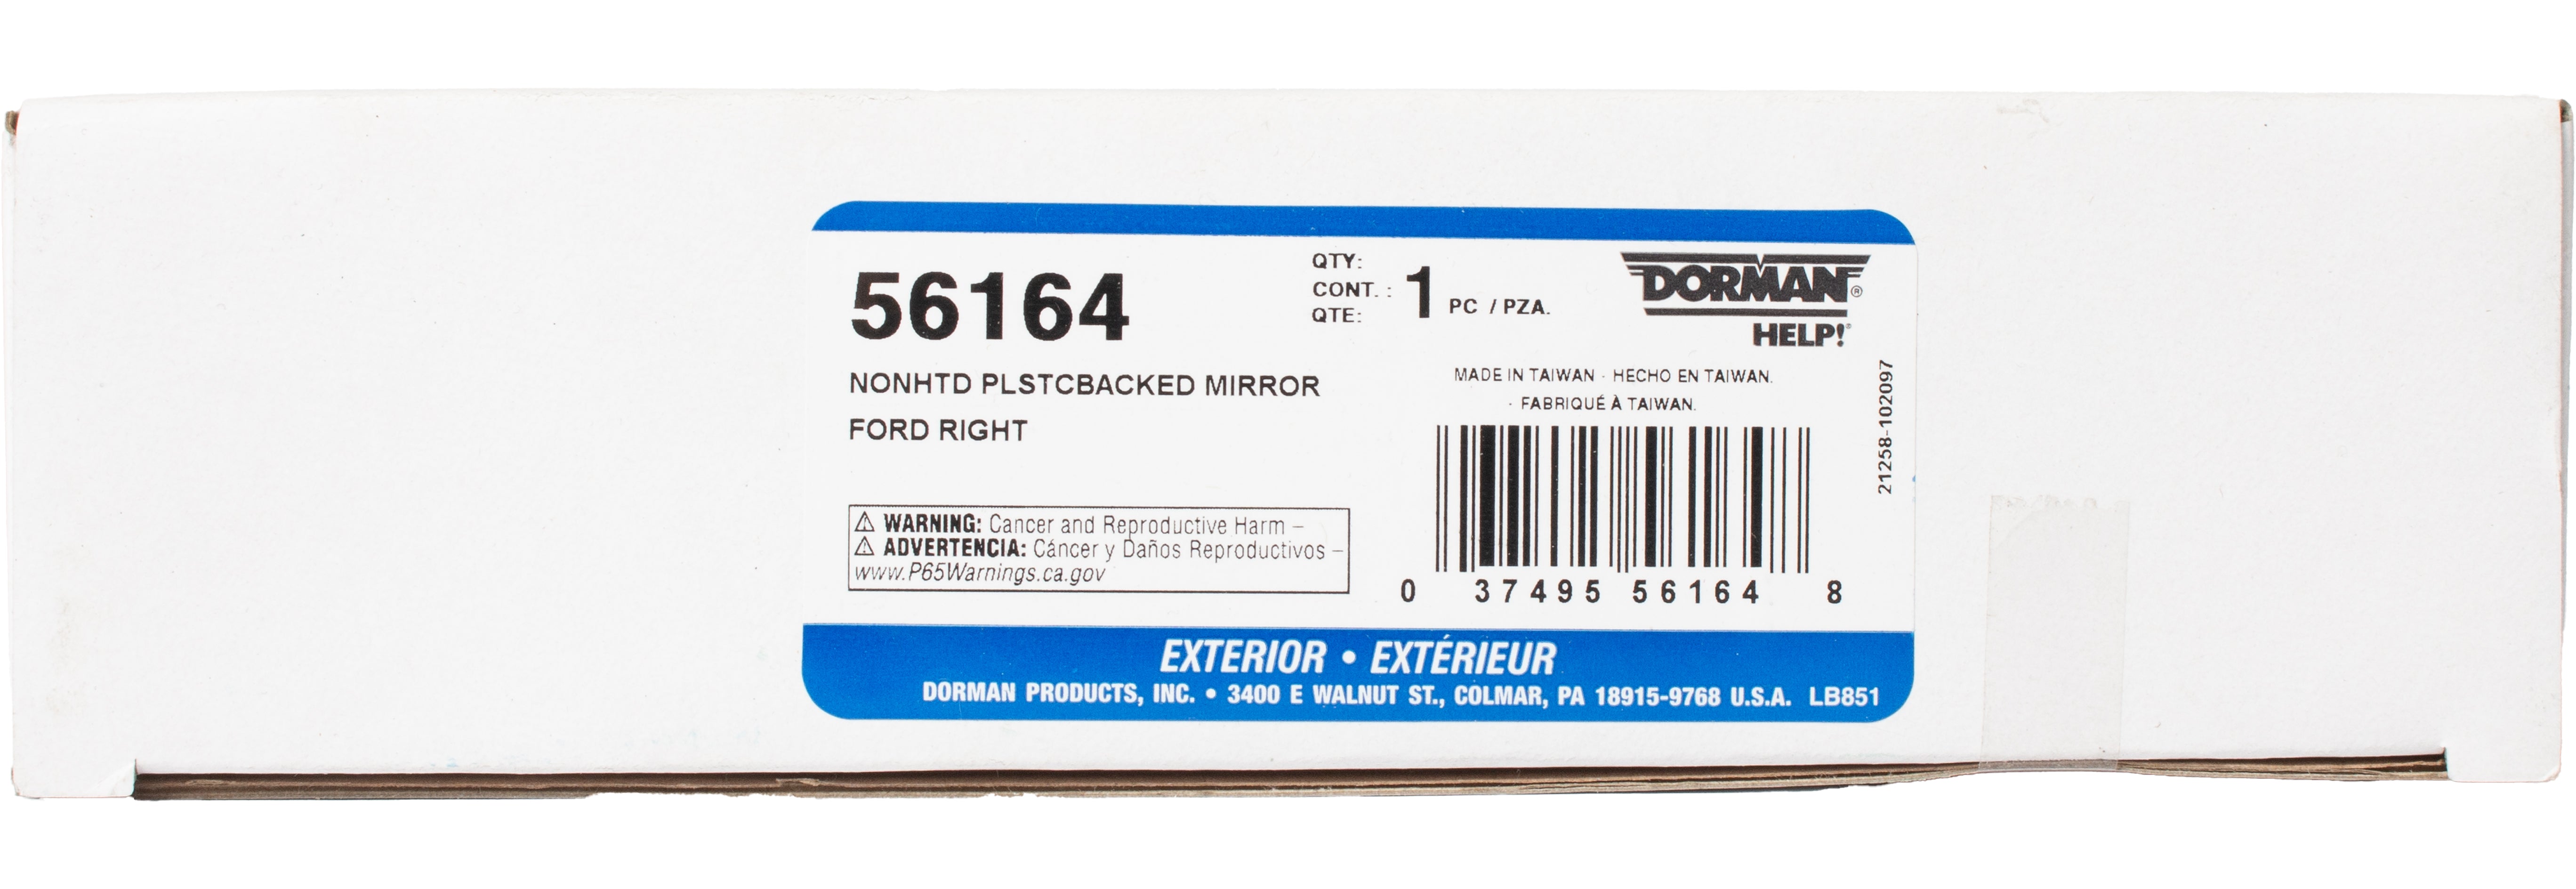 56164
QTY:
CONT. :
QTE:
1 PC / PZA.
DORMAN®
HELP!®
NONHTD PLSTCBACKED MIRROR
FORD RIGHT
MADE IN TAIWAN - HECHO EN TAIWAN.
- FABRIQUÉ À TAIWAN.
21258-102097
⚠ WARNING: Cancer and Reproductive Harm –
⚠ ADVERTENCIA: Cáncer y Daños Reproductivos –
www.P65Warnings.ca.gov
0 37495 56164 8
EXTERIOR • EXTÉRIEUR
DORMAN PRODUCTS, INC. • 3400 E WALNUT ST., COLMAR, PA 18915-9768 U.S.A. LB851